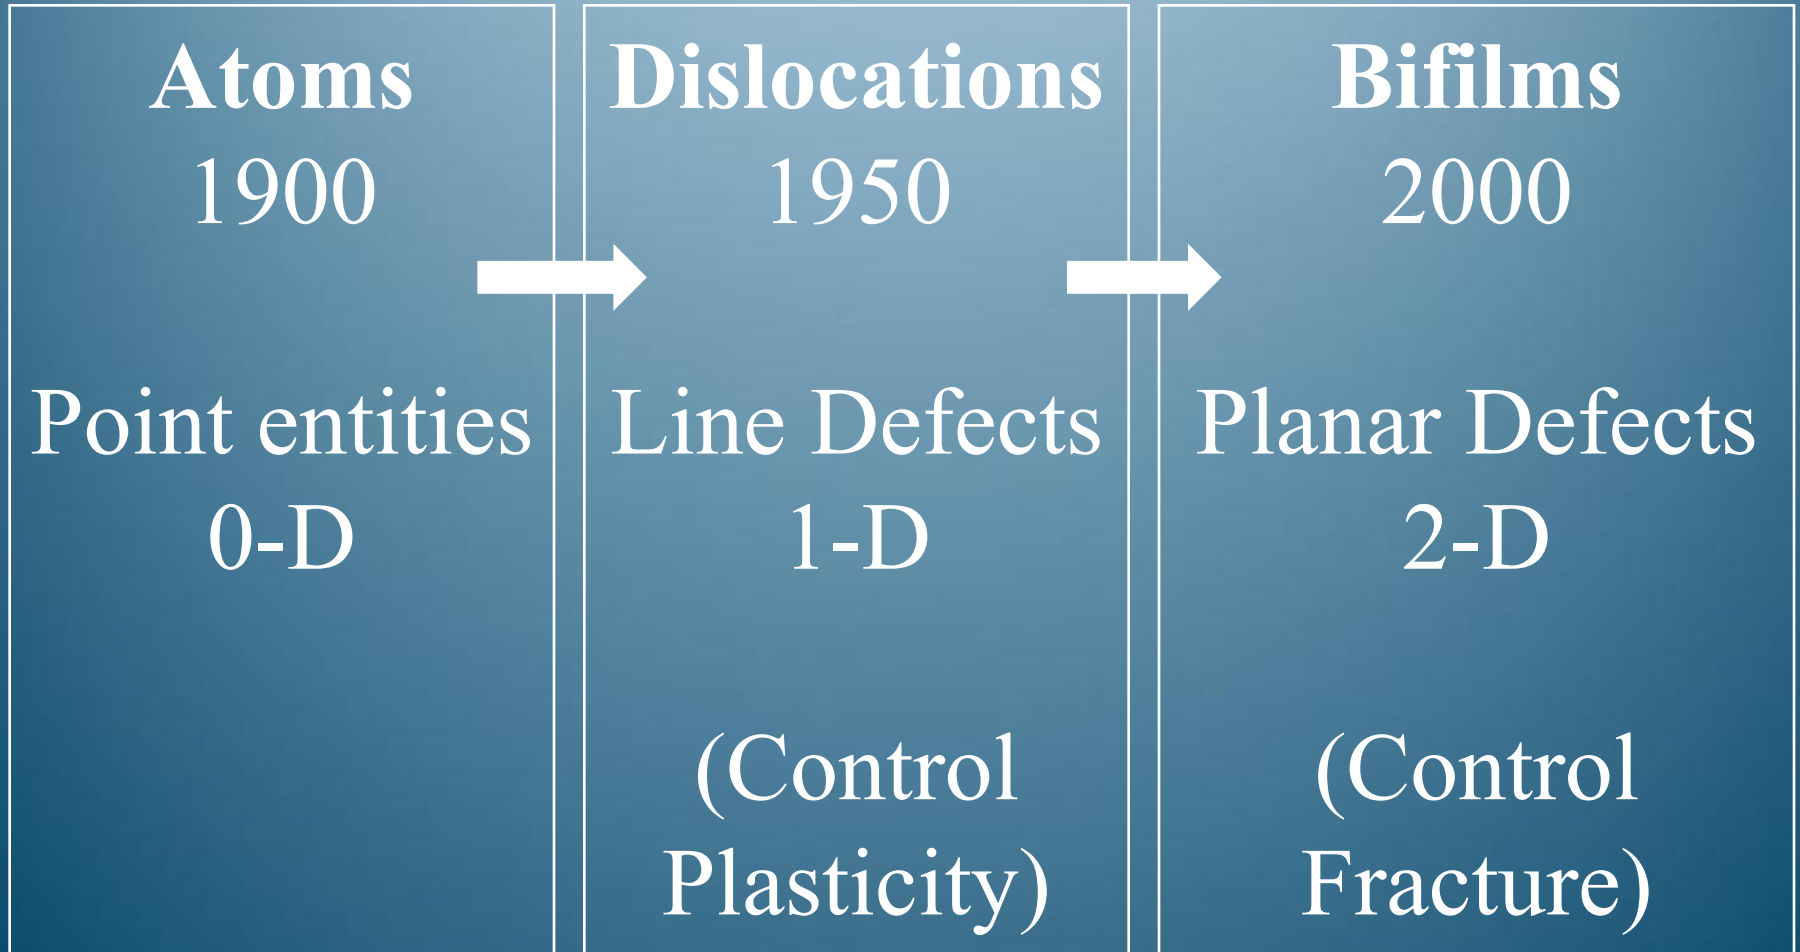 Atoms
1900
Point entities
0-D
Dislocations
1950
Line Defects
1-D
(Control
Plasticity)
Bifilms
2000
Planar Defects
2-D
(Control
Fracture)